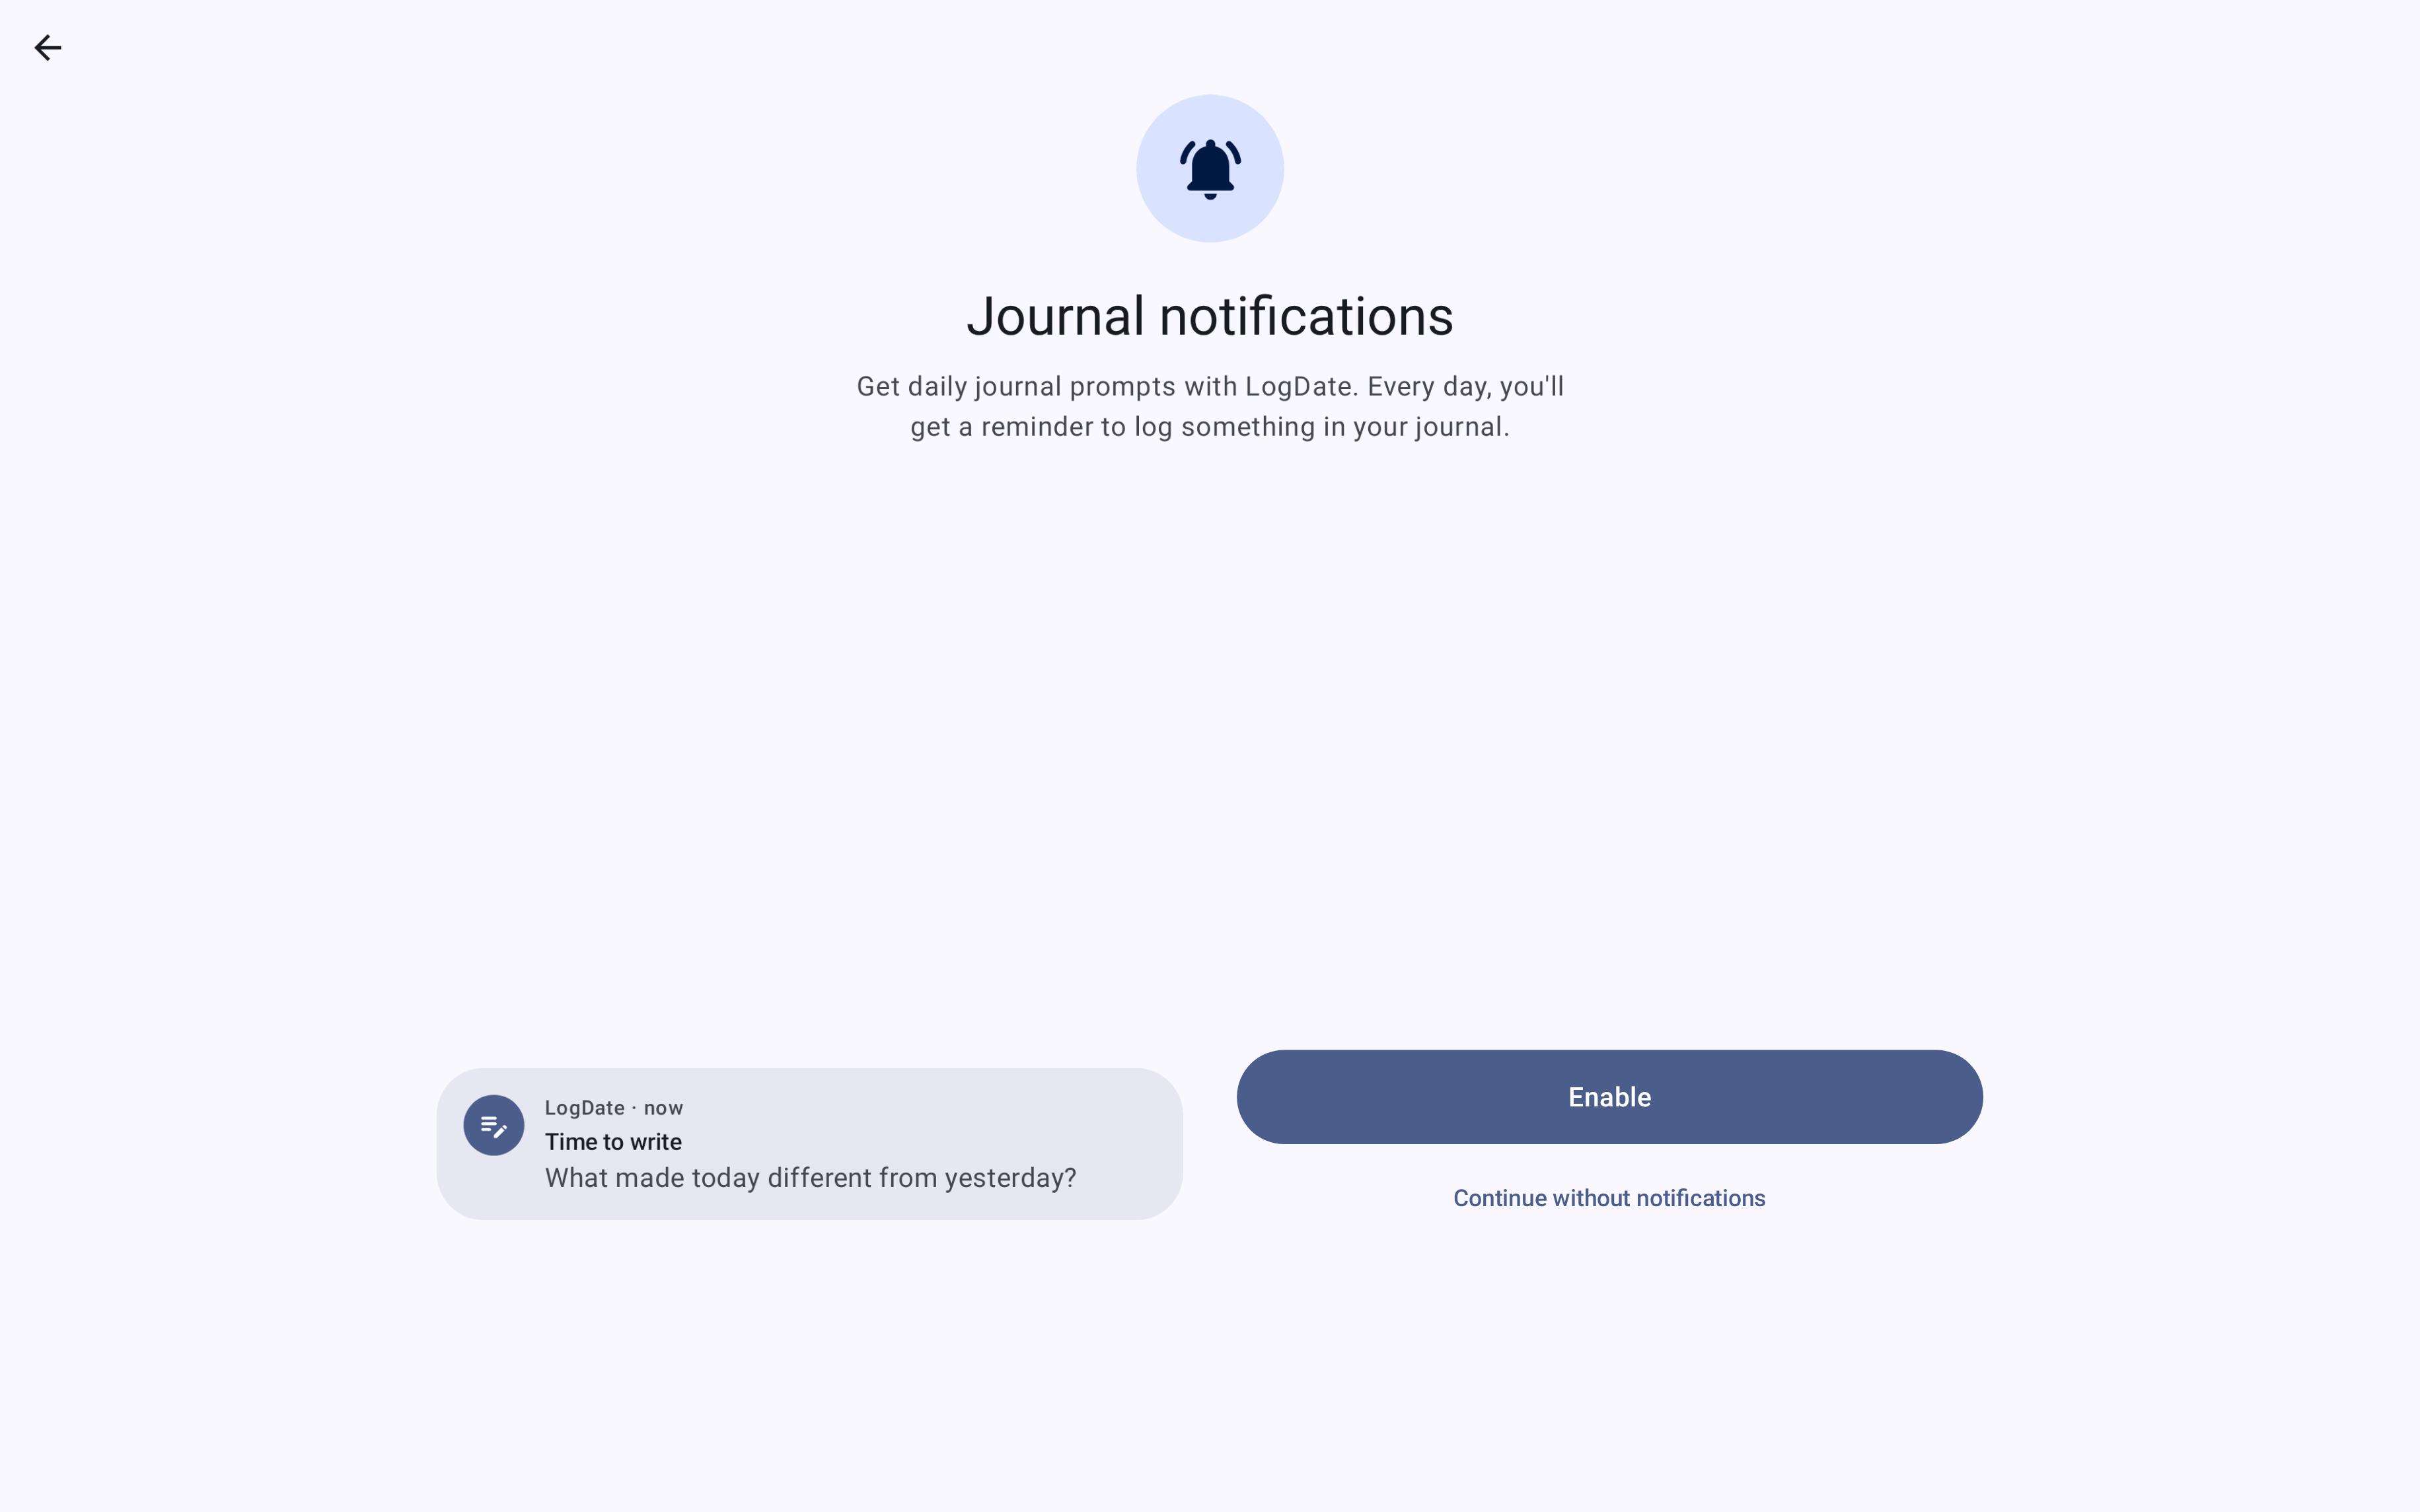 Journal notifications
Get daily journal prompts with LogDate. Every day, you'll
get a reminder to log something in your journal.
LogDate · now
Time to write
What made today different from yesterday?
Enable
Continue without notifications